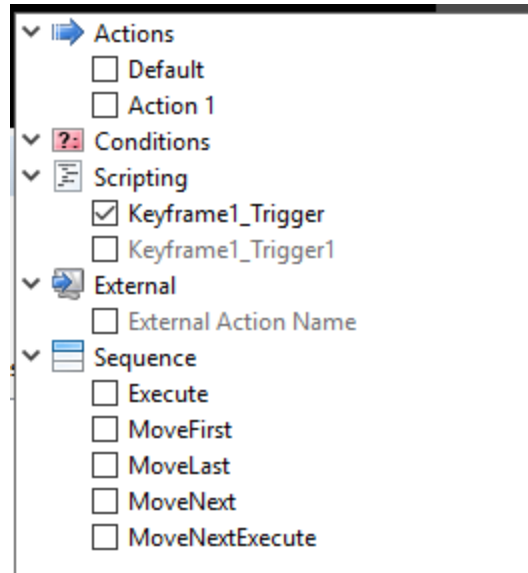 Actions
Default
Action 1
?: Conditions
Scripting
Keyframe1_Trigger
Keyframe1_Trigger1
External
External Action Name
Sequence
Execute
MoveFirst
MoveLast
MoveNext
MoveNextExecute